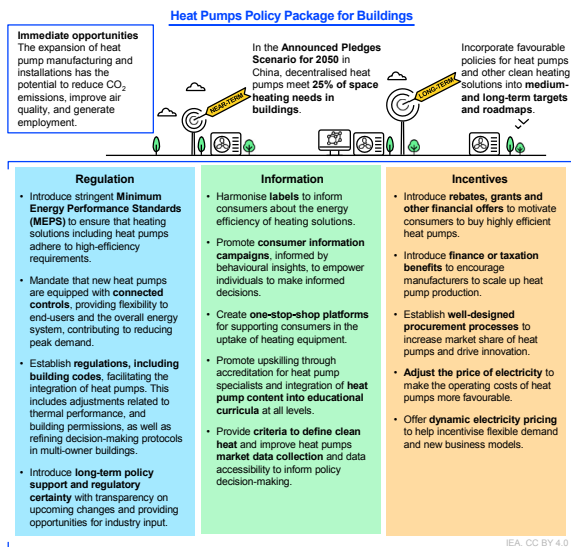 Heat Pumps Policy Package for Buildings
Immediate opportunities
The expansion of heat
pump manufacturing and
installations has the
potential to reduce CO2
emissions, improve air
quality, and generate
employment.
NEAR-TERM
In the Announced Pledges
Scenario for 2050 in
China, decentralised heat
pumps meet 25% of space
heating needs in
buildings.
LONG-TERM
Incorporate favourable
policies for heat pumps
and other clean heating
solutions into medium-
and long-term targets
and roadmaps.
Regulation
• Introduce stringent Minimum
Energy Performance Standards
(MEPS) to ensure that heating
solutions including heat pumps
adhere to high-efficiency
requirements.
• Mandate that new heat pumps
are equipped with connected
controls, providing flexibility to
end-users and the overall energy
system, contributing to reducing
peak demand.
• Establish regulations, including
building codes, facilitating the
integration of heat pumps. This
includes adjustments related to
thermal performance, and
building permissions, as well as
refining decision-making protocols
in multi-owner buildings.
• Introduce long-term policy
support and regulatory
certainty with transparency on
upcoming changes and providing
opportunities for industry input.
Information
• Harmonise labels to inform
consumers about the energy
efficiency of heating solutions.
• Promote consumer information
campaigns, informed by
behavioural insights, to empower
individuals to make informed
decisions.
• Create one-stop-shop platforms
for supporting consumers in the
uptake of heating equipment.
• Promote upskilling through
accreditation for heat pump
specialists and integration of heat
pump content into educational
curricula at all levels.
• Provide criteria to define clean
heat and improve heat pumps
market data collection and data
accessibility to inform policy
decision-making.
Incentives
• Introduce rebates, grants and
other financial offers to motivate
consumers to buy highly efficient
heat pumps.
• Introduce finance or taxation
benefits to encourage
manufacturers to scale up heat
pump production.
• Establish well-designed
procurement processes to
increase market share of heat
pumps and drive innovation.
• Adjust the price of electricity to
make the operating costs of heat
pumps more favourable.
• Offer dynamic electricity pricing
to help incentivise flexible demand
and new business models.
IEA. CC BY 4.0